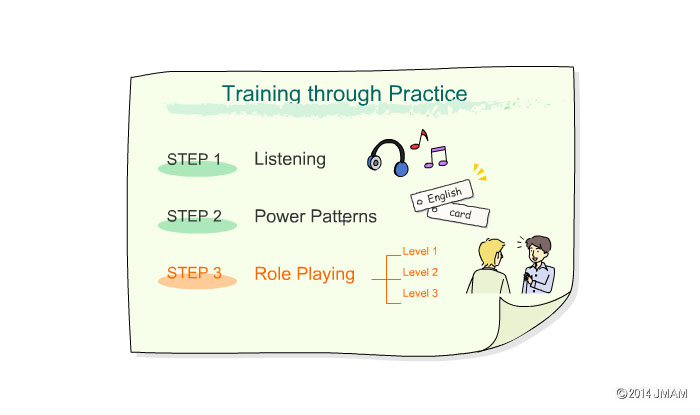 Training through Practice
STEP 1 Listening
English
card
STEP 2 Power Patterns
STEP 3 Role Playing
Level 1
Level 2
Level 3
©2014 JMAM